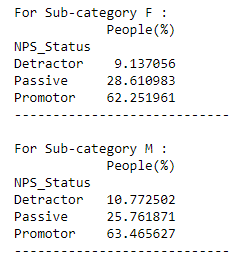 For Sub-category F :
People(%)
NPS_Status
Detractor 9.137056
Passive 28.610983
Promotor 62.251961
-----------------------------
For Sub-category M :
People(%)
NPS_Status
Detractor 10.772502
Passive 25.761871
Promotor 63.465627
-----------------------------